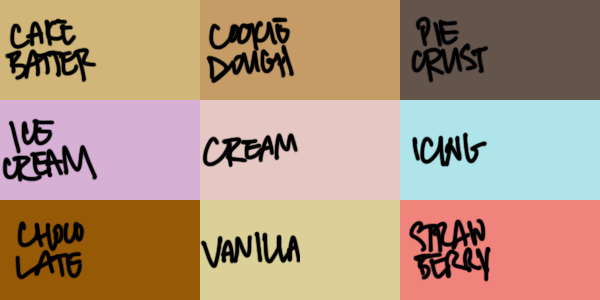 CAKE
BATTER
COOKIE
DOUGH
PIE
CRUST
ICE
CREAM
CREAM
ICING
CHOCO
LATE
VANILLA
STRAW
BERRY